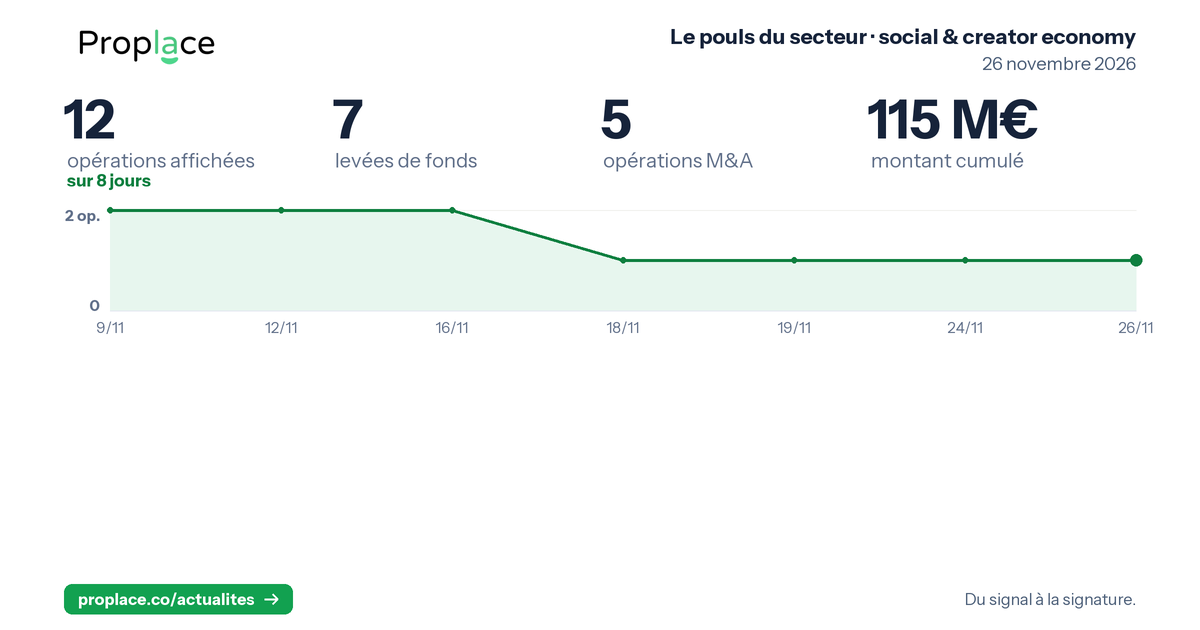 Proplace
Le pouls du secteur · social & creator economy
26 novembre 2026
12
opérations affichées
sur 8 jours
7
levées de fonds
5
opérations M&A
115 M€
montant cumulé
2 op.
0
9/11
12/11
16/11
18/11
19/11
24/11
26/11
proplace.co/actualites →
Du signal à la signature.